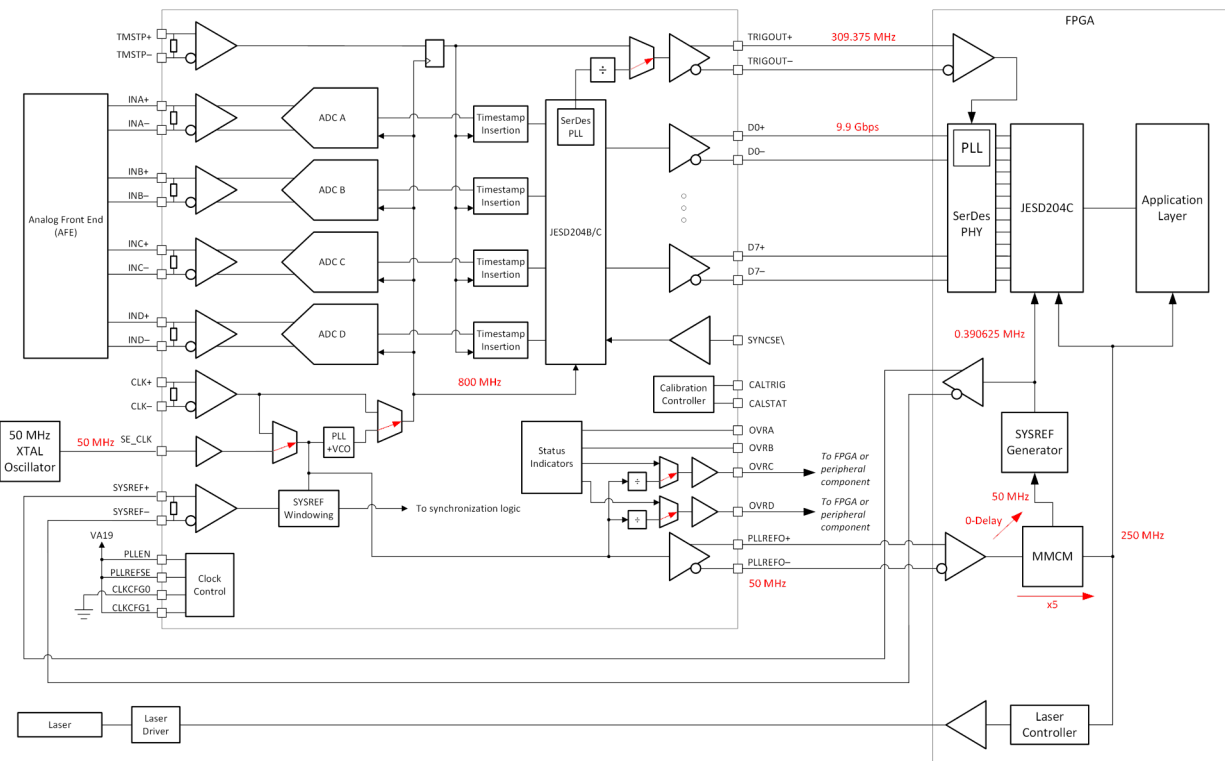 FPGA
TMSTP+
TMSTP−
TRIGOUT+
309.375 MHz
TRIGOUT−
÷
Analog Front End
(AFE)
INA+
INA−
ADC A
Timestamp
Insertion
SerDes
PLL
D0+
9.9 Gbps
D0−
PLL
INB+
INB−
ADC B
Timestamp
Insertion
JESD204B/C
SerDes
PHY
JESD204C
Application
Layer
INC+
INC−
ADC C
Timestamp
Insertion
D7+
D7−
IND+
IND−
ADC D
Timestamp
Insertion
SYNCSE\
0.390625 MHz
CLK+
CLK−
800 MHz
Calibration
Controller
CALTRIG
CALSTAT
50 MHz
XTAL
Oscillator
50 MHz
SE_CLK
PLL
+VCO
Status
Indicators
OVRA
OVRB
OVRC
÷
To FPGA or
peripheral
component
SYSREF
Generator
SYSREF+
SYSREF−
SYSREF
Windowing
To synchronization logic
OVRD
÷
To FPGA or
peripheral
component
50 MHz
0-Delay
VA19
PLLEN
PLLREFSE
CLKCFG0
CLKCFG1
Clock
Control
PLLREFO+
PLLREFO−
50 MHz
MMCM
x5
250 MHz
Laser
Laser
Driver
Laser
Controller